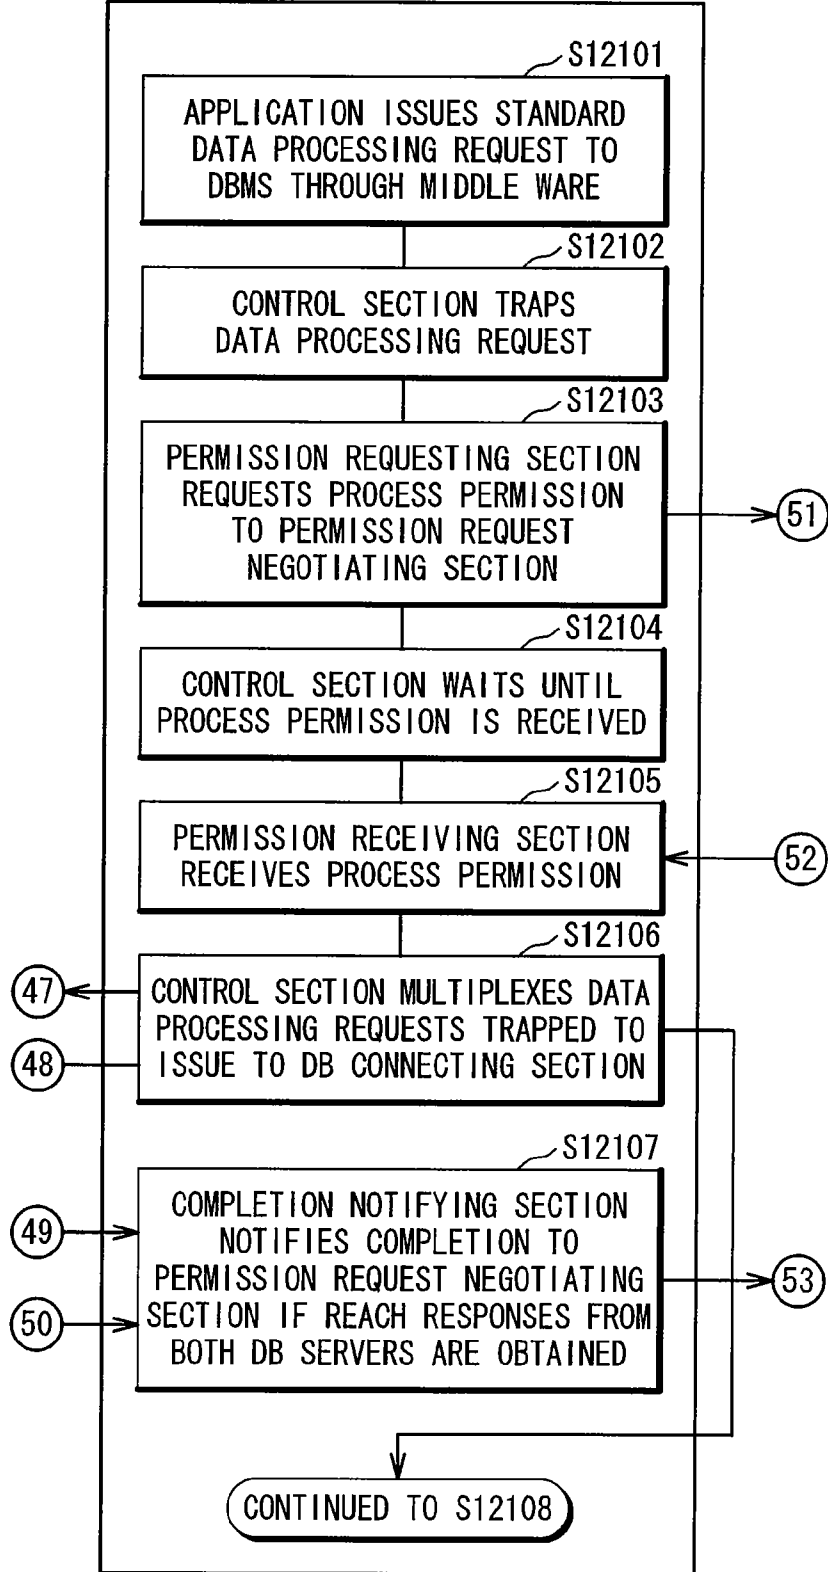 S12101
APPLICATION ISSUES STANDARD
DATA PROCESSING REQUEST TO
DBMS THROUGH MIDDLE WARE
S12102
CONTROL SECTION TRAPS
DATA PROCESSING REQUEST
S12103
PERMISSION REQUESTING SECTION
REQUESTS PROCESS PERMISSION
TO PERMISSION REQUEST
NEGOTIATING SECTION
51
S12104
CONTROL SECTION WAITS UNTIL
PROCESS PERMISSION IS RECEIVED
S12105
PERMISSION RECEIVING SECTION
RECEIVES PROCESS PERMISSION
52
S12106
47
CONTROL SECTION MULTIPLEXES DATA
PROCESSING REQUESTS TRAPPED TO
ISSUE TO DB CONNECTING SECTION
48
S12107
COMPLETION NOTIFYING SECTION
NOTIFIES COMPLETION TO
PERMISSION REQUEST NEGOTIATING
SECTION IF REACH RESPONSES FROM
BOTH DB SERVERS ARE OBTAINED
49
50
53
CONTINUED TO S12108